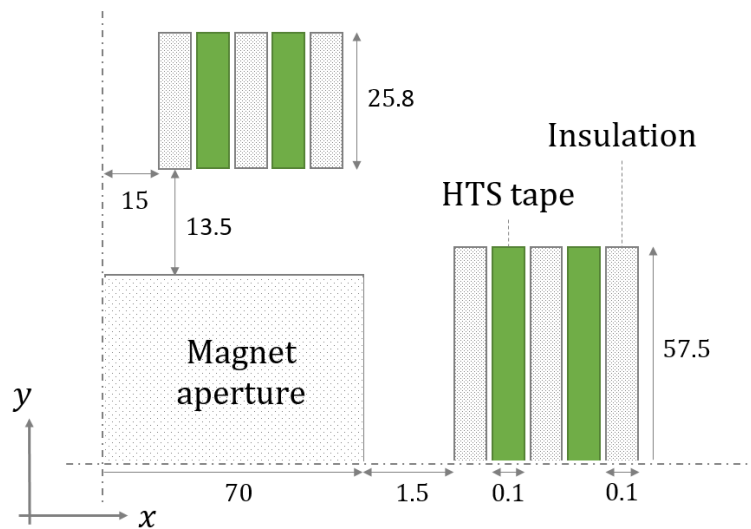 25.8
Insulation
15
HTS tape
13.5
Magnet
aperture
57.5
y
x
70
1.5
0.1
0.1